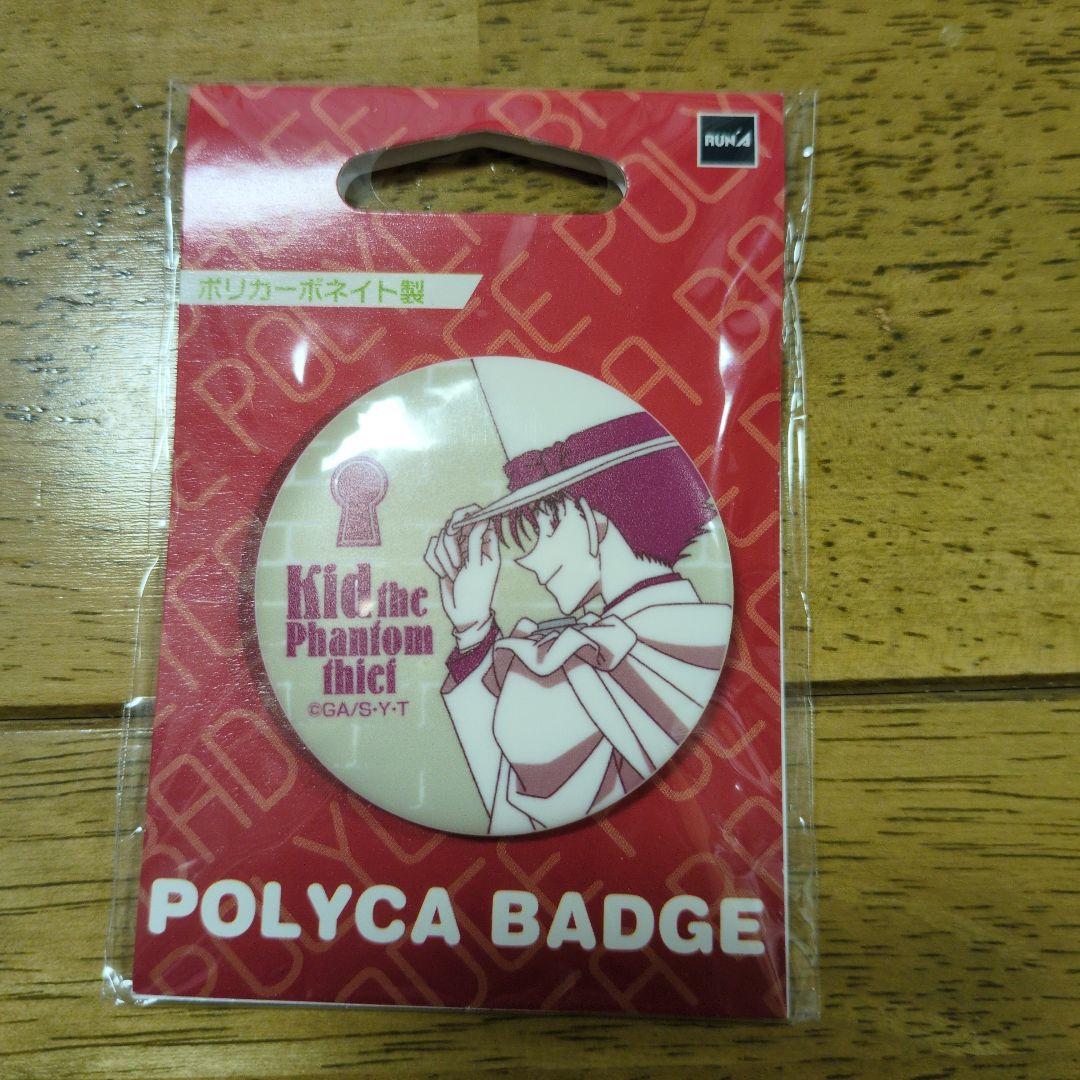 RUN'A
ポリカーボネイト製
Kid the
Phantom
thief
©GA/S・Y・T
POLYCA BADGE